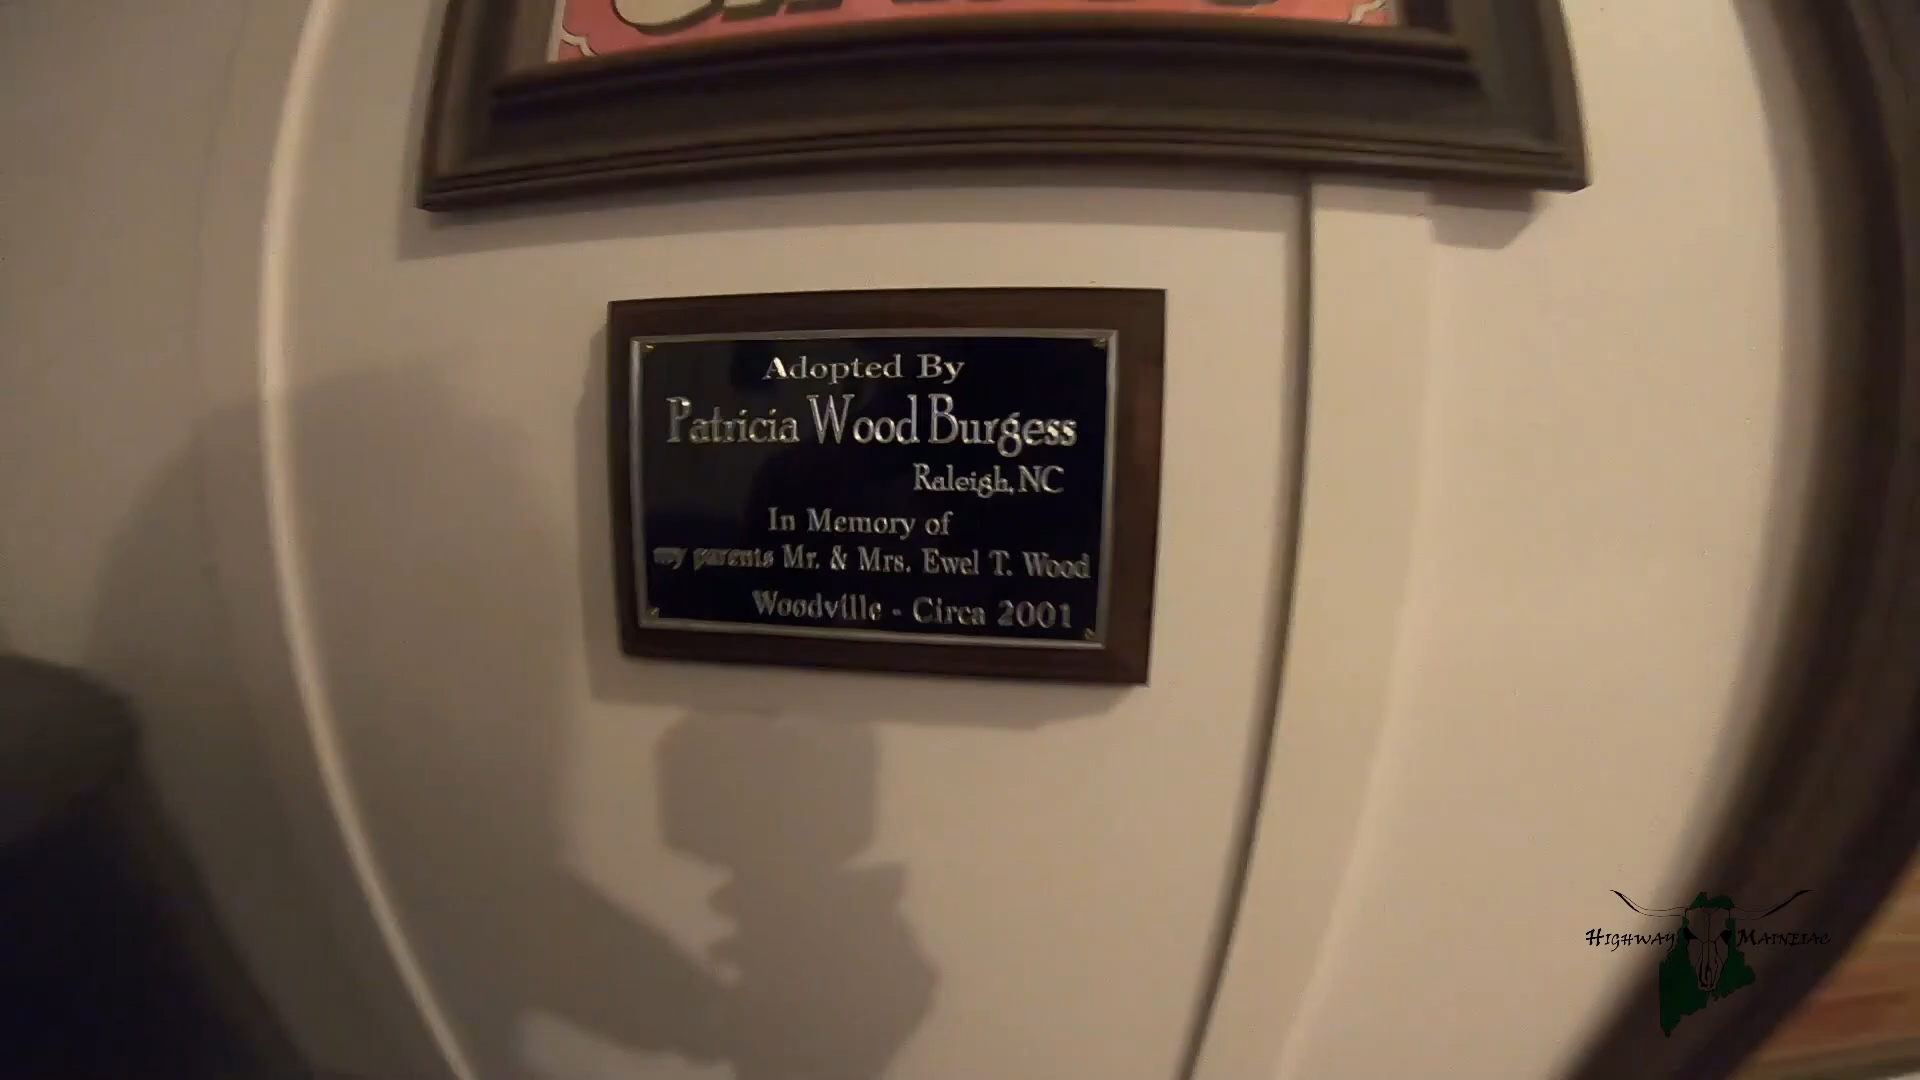 Adopted By
Patricia Wood Burgess
Raleigh, NC
In Memory of
my parents Mr. & Mrs. Ewel T. Wood
Woodville - Circa 2001
Highway Maineiac